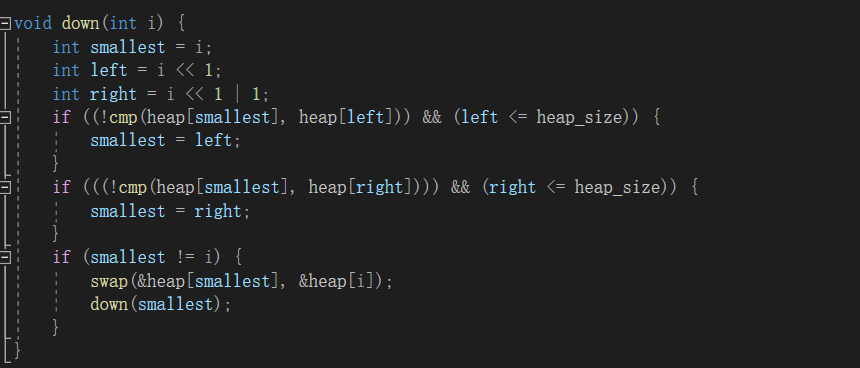 void down(int i) {
    int smallest = i;
    int left = i << 1;
    int right = i << 1 | 1;
    if ((!cmp(heap[smallest], heap[left])) && (left <= heap_size)) {
        smallest = left;
    }
    if (((!cmp(heap[smallest], heap[right]))) && (right <= heap_size)) {
        smallest = right;
    }
    if (smallest != i) {
        swap(&heap[smallest], &heap[i]);
        down(smallest);
    }
}